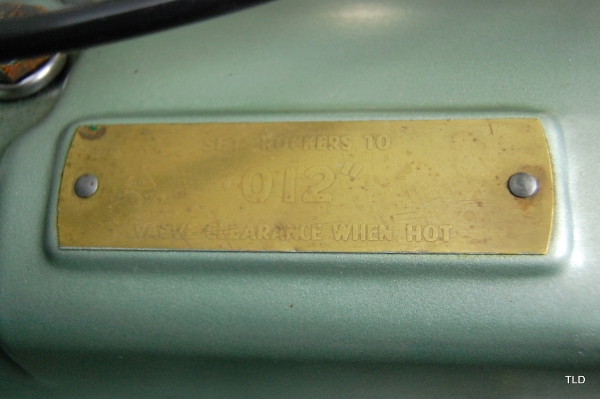 SET ROCKERS TO
·012"
VALVE CLEARANCE WHEN HOT
TLD